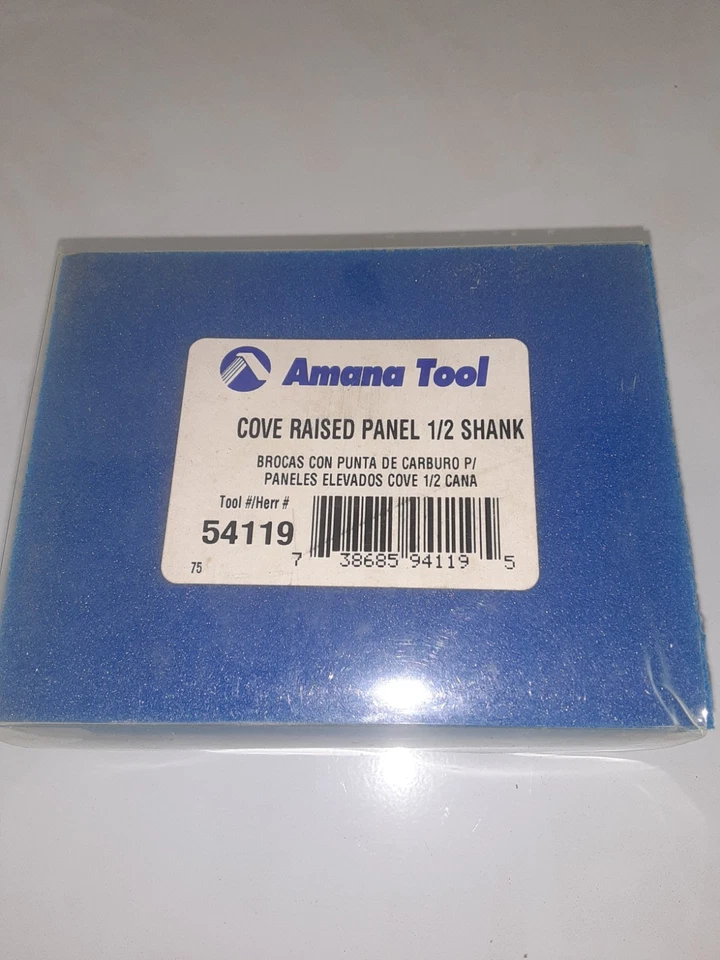 Amana Tool
COVE RAISED PANEL 1/2 SHANK
BROCAS CON PUNTA DE CARBURO P/
PANELES ELEVADOS COVE 1/2 CANA
Tool #/Herr #
54119
7 38685 94119 5
75